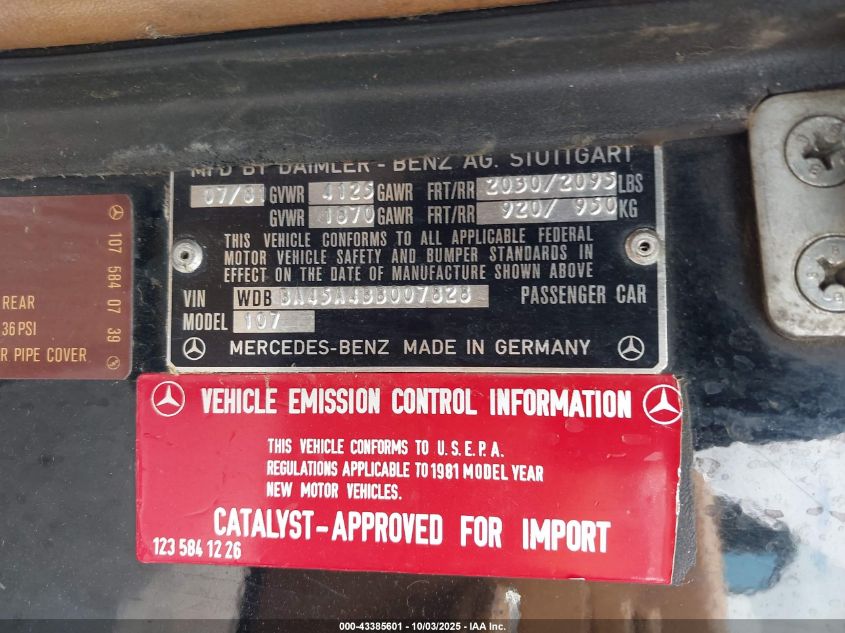 MFD BY DAIMLER - BENZ AG. STUTTGART
07/81 GVWR 4125 GAWR FRT/RR 2030/2095 LBS
GVWR 1870 GAWR FRT/RR 920/ 950 KG
THIS VEHICLE CONFORMS TO ALL APPLICABLE FEDERAL
MOTOR VEHICLE SAFETY AND BUMPER STANDARDS IN
EFFECT ON THE DATE OF MANUFACTURE SHOWN ABOVE
VIN WDB BA45A4BB007828 PASSENGER CAR
MODEL 107
MERCEDES-BENZ MADE IN GERMANY
107 584 07 39
REAR
36 PSI
R PIPE COVER
VEHICLE EMISSION CONTROL INFORMATION
THIS VEHICLE CONFORMS TO U.S.E.P.A.
REGULATIONS APPLICABLE TO 1981 MODEL YEAR
NEW MOTOR VEHICLES.
CATALYST-APPROVED FOR IMPORT
123 584 12 26
000-43385601 - 10/03/2025 - IAA Inc.